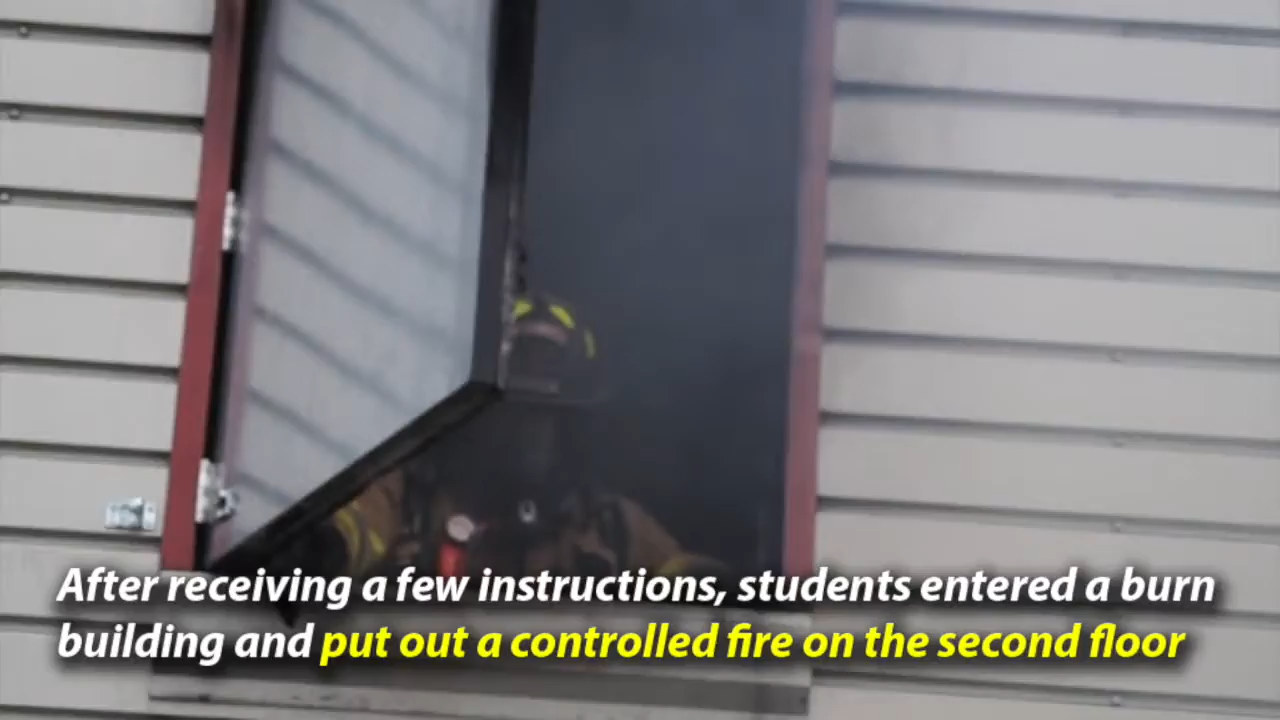 After receiving a few instructions, students entered a burn
building and put out a controlled fire on the second floor